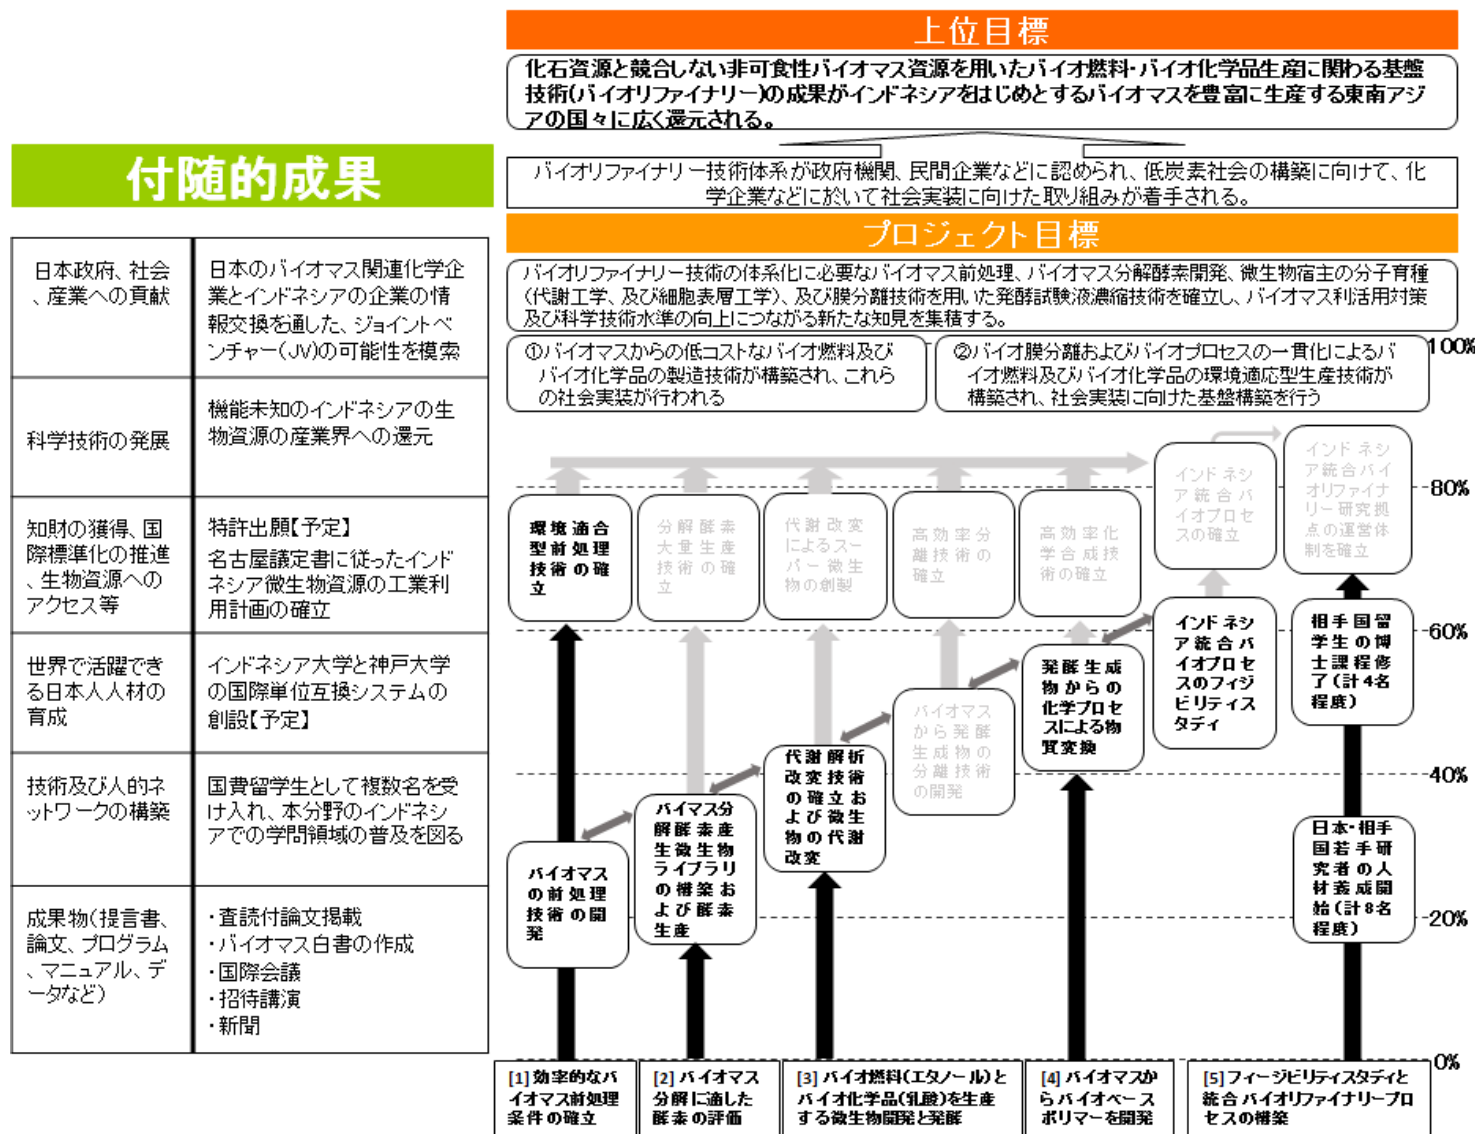 上位目標
化石資源と競合しない非可食性バイオマス資源を用いたバイオ燃料・バイオ化学品生産に関わる基盤
技術(バイオリファイナリー)の成果がインドネシアをはじめとするバイオマスを豊富に生産する東南アジ
アの国々に広く還元される。
バイオリファイナリー技術体系が政府機関、民間企業などに認められ、低炭素社会の構築に向けて、化
学企業などに於いて社会実装に向けた取り組みが着手される。
プロジェクト目標
バイオリファイナリー技術の体系化に必要なバイオマス前処理、バイオマス分解酵素開発、微生物宿主の分子育種
(代謝工学、及び細胞表層工学)、及び膜分離技術を用いた発酵試験液濃縮技術を確立し、バイオマス利活用対策
及び科学技術水準の向上につながる新たな知見を集積する。
①バイオマスからの低コストなバイオ燃料及び
バイオ化学品の製造技術が構築され、これら
の社会実装が行われる
②バイオ膜分離およびバイオプロセスの一貫化によるバ
イオ燃料及びバイオ化学品の環境適応型生産技術が
構築され、社会実装に向けた基盤構築を行う
付随的成果
日本政府、社会
、産業への貢献
日本のバイオマス関連化学企
業とインドネシアの企業の情
報交換を通した、ジョイントベ
ンチャー(JV)の可能性を模索
科学技術の発展
機能未知のインドネシアの生
物資源の産業界への還元
知財の獲得、国
際標準化の推進
、生物資源への
アクセス等
特許出願【予定】
名古屋議定書に従ったインド
ネシア微生物資源の工業利
用計画の確立
世界で活躍でき
る日本人人材の
育成
インドネシア大学と神戸大学
の国際単位互換システムの
創設【予定】
技術及び人的ネ
ットワークの構築
国費留学生として複数名を受
け入れ、本分野のインドネシ
アでの学問領域の普及を図る
成果物(提言書、
論文、プログラム
、マニュアル、デ
ータなど)
・査読付論文掲載
・バイオマス白書の作成
・国際会議
・招待講演
・新聞
100%
80%
60%
40%
20%
0%
環境適合
型前処理
技術の確
立
分解酵素
大量生産
技術の確
立
代謝改変
によるスー
パー微生
物の創製
高効率分
離技術の
確立
高効率化
学合成技
術の確立
インドネシ
ア統合バ
イオプロセ
スの確立
インドネシ
ア統合バイ
オリファイナ
リー研究拠
点の運営体
制を確立
バイオマス
の前処理
技術の開
発
バイマス分
解酵素産
生微生物
ライブラリ
の構築お
よび酵素
生産
代謝解析
改変技術
の確立お
よび微生
物の代謝
改変
バイオマス
から発酵
生成物の
分離技術
の開発
発酵生成
物からの
化学プロセ
スによる物
質変換
インドネシ
ア統合バ
イオプロセ
スのフィジ
ビリティス
タディ
相手国留
学生の博
士課程修
了(計4名
程度)
日本・相手
国若手研
究者の人
材養成開
始(計8名
程度)
[1]効率的なバ
イオマス前処理
条件の確立
[2]バイオマス
分解に適した
酵素の評価
[3]バイオ燃料(エタノール)と
バイオ化学品(乳酸)を生産
する微生物開発と発酵
[4]バイオマスか
らバイオベース
ポリマーを開発
[5]フィージビリティスタディと
統合バイオリファイナリープロ
セスの構築